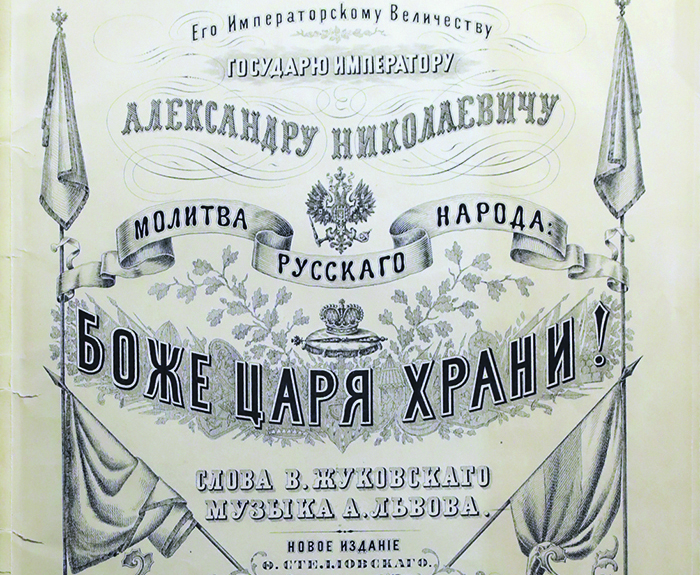 Его Императорскому Величеству
ГОСУДАРЮ ИМПЕРАТОРУ
АЛЕКСАНДРУ НИКОЛАЕВИЧУ
МОЛИТВА РУССКАГО НАРОДА:
БОЖЕ ЦАРЯ ХРАНИ!
СЛОВА В. ЖУКОВСКАГО
МУЗЫКА А. ЛЬВОВА.
НОВОЕ ИЗДАНІЕ
Ѳ. СТЕЛЛОВСКАГО.